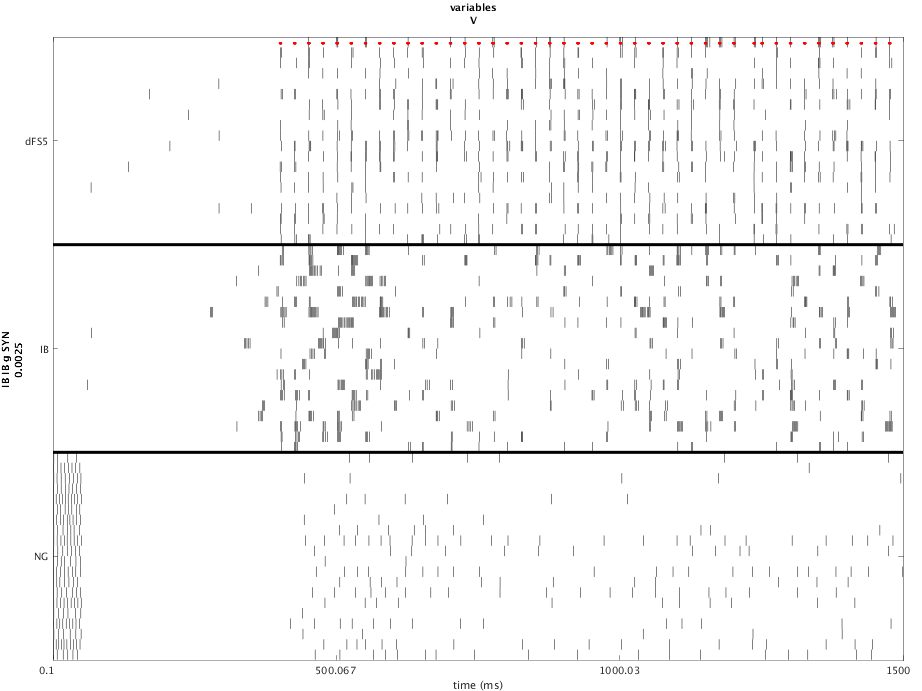 variables
V
dFS5
IB
NG
IB IB g SYN
0.0025
0.1
500.067
1000.03
1500
time (ms)